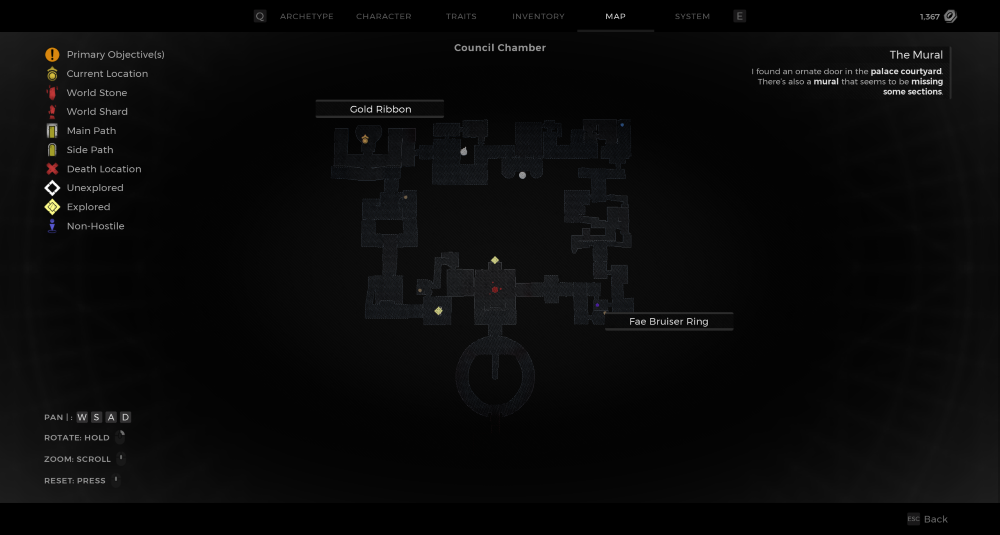 Q ARCHETYPE CHARACTER TRAITS INVENTORY MAP SYSTEM E
1,367
Council Chamber
The Mural
I found an ornate door in the palace courtyard.
There's also a mural that seems to be missing
some sections.
Primary Objective(s)
Current Location
World Stone
World Shard
Main Path
Side Path
Death Location
Unexplored
Explored
Non-Hostile
Gold Ribbon
Fae Bruiser Ring
PAN | : W S A D
ROTATE: HOLD
ZOOM: SCROLL
RESET: PRESS
ESC Back